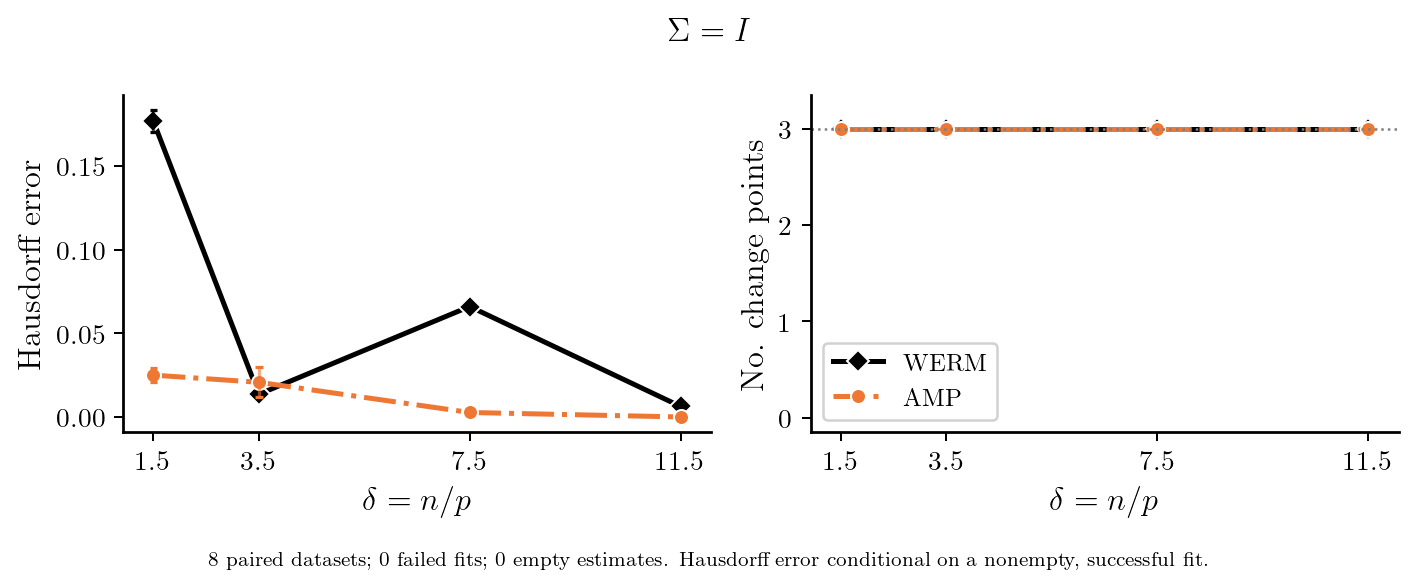 Σ = I
Hausdorff error
0.15
0.10
0.05
0.00
1.5 3.5 7.5 11.5
δ = n/p
No. change points
3
2
1
0
WERM
AMP
1.5 3.5 7.5 11.5
δ = n/p
8 paired datasets; 0 failed fits; 0 empty estimates. Hausdorff error conditional on a nonempty, successful fit.